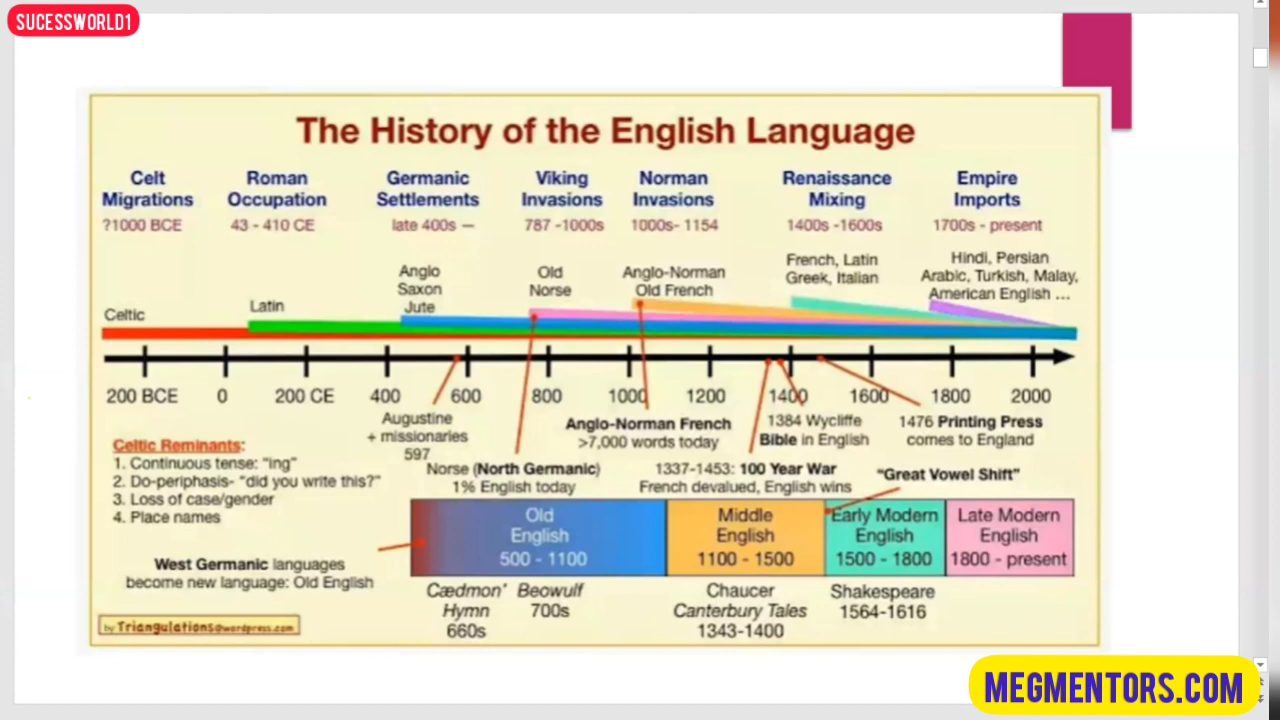 SUCESSWORLD1
The History of the English Language
Celt
Migrations
?1000 BCE
Roman
Occupation
43 - 410 CE
Germanic
Settlements
late 400s —
Viking
Invasions
787 -1000s
Norman
Invasions
1000s- 1154
Renaissance
Mixing
1400s -1600s
Empire
Imports
1700s - present
Celtic
Latin
Anglo
Saxon
Jute
Old
Norse
Anglo-Norman
Old French
French, Latin
Greek, Italian
Hindi, Persian
Arabic, Turkish, Malay,
American English ...
200 BCE 0 200 CE 400 600 800 1000 1200 1400 1600 1800 2000
Augustine
+ missionaries
597
Anglo-Norman French
>7,000 words today
1384 Wycliffe
Bible in English
1476 Printing Press
comes to England
Celtic Reminants:
1. Continuous tense: "ing"
2. Do-periphasis- "did you write this?"
3. Loss of case/gender
4. Place names
Norse (North Germanic)
1% English today
1337-1453: 100 Year War
French devalued, English wins
"Great Vowel Shift"
Old
English
500 - 1100
Middle
English
1100 - 1500
Early Modern
English
1500 - 1800
Late Modern
English
1800 - present
West Germanic languages
become new language: Old English
Cædmon'
Hymn
660s
Beowulf
700s
Chaucer
Canterbury Tales
1343-1400
Shakespeare
1564-1616
by Triangulations@wordpress.com
MEGMENTORS.COM